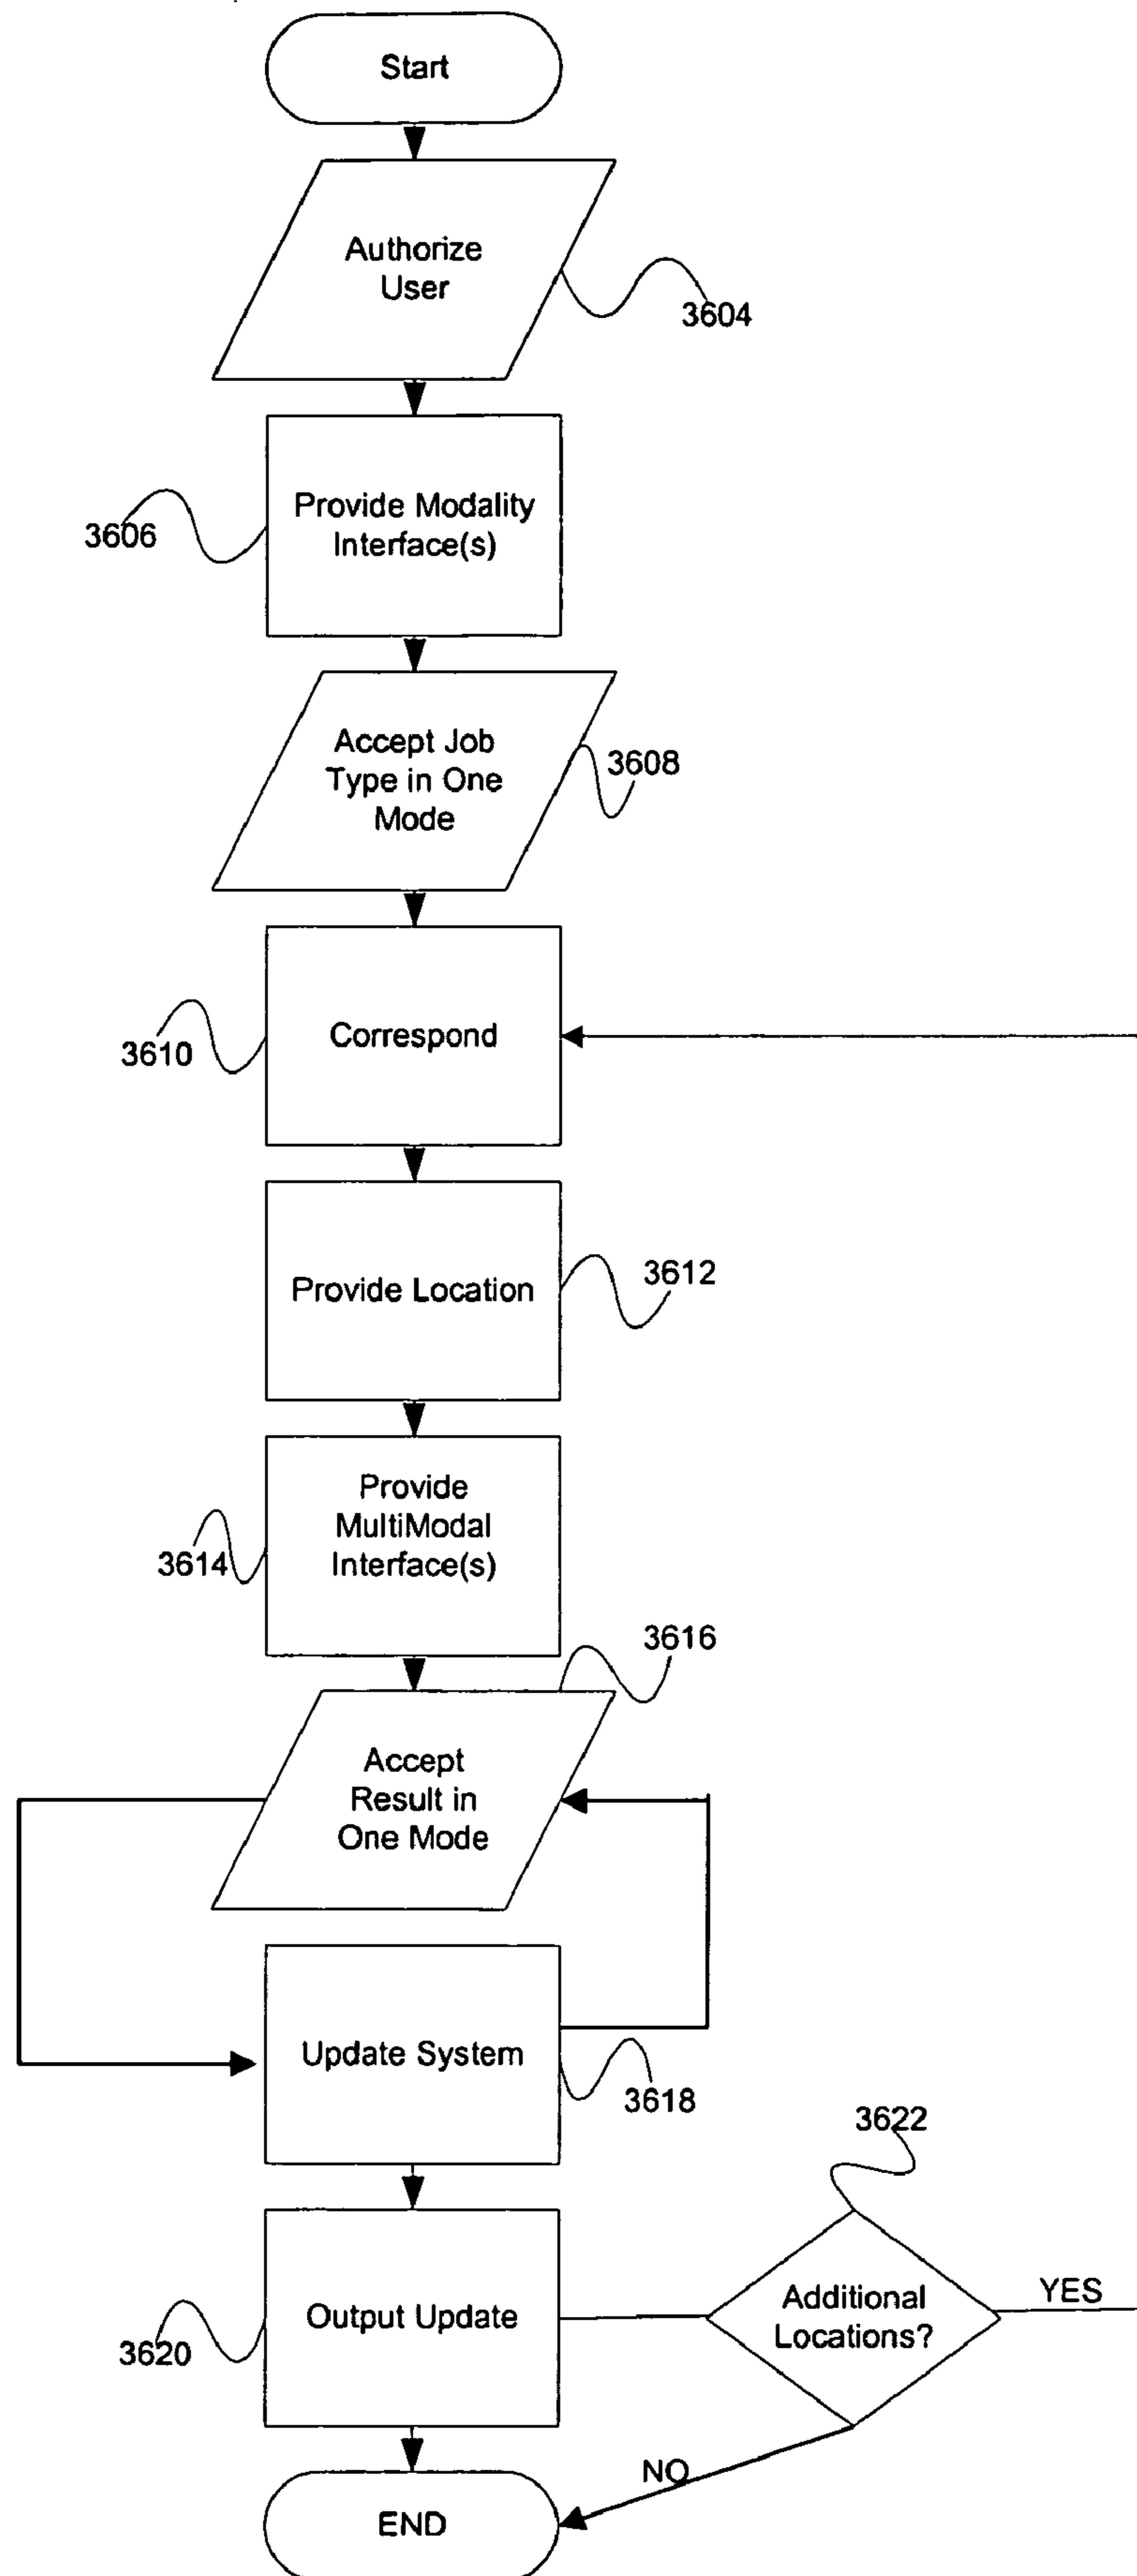 Start
Authorize
User
3604
Provide Modality
Interface(s)
3606
Accept Job
Type in One
Mode
3608
Correspond
3610
Provide Location
3612
Provide
MultiModal
Interface(s)
3614
3616
Accept
Result in
One Mode
Update System
3618
3622
Additional
Locations?
YES
Output Update
3620
NO
END